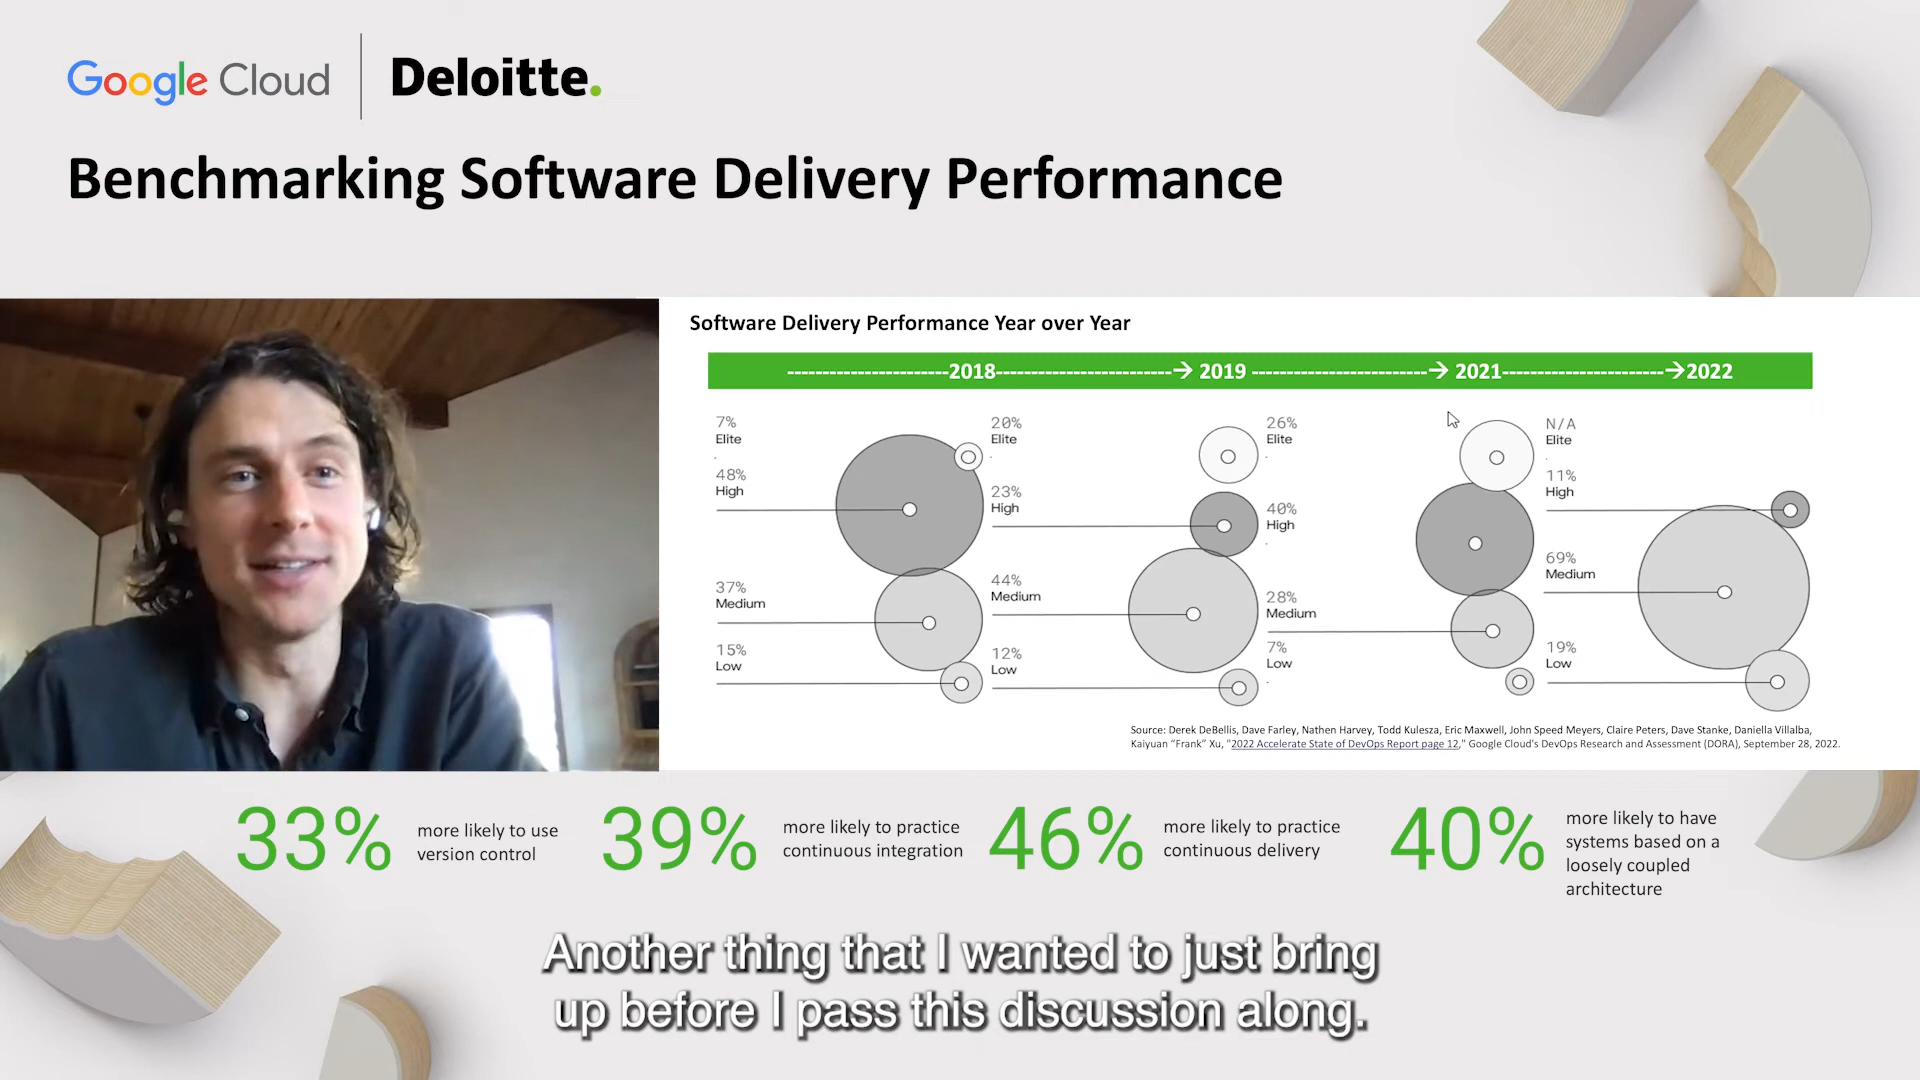 Google Cloud
Deloitte.
Benchmarking Software Delivery Performance
Software Delivery Performance Year over Year
-----------------------2018-------------------------→ 2019 -------------------------→ 2021-----------------------→2022
7%
Elite
48%
High
37%
Medium
15%
Low
20%
Elite
23%
High
44%
Medium
12%
Low
26%
Elite
40%
High
28%
Medium
7%
Low
N/A
Elite
11%
High
69%
Medium
19%
Low
Source: Derek DeBellis, Dave Farley, Nathen Harvey, Todd Kulesza, Eric Maxwell, John Speed Meyers, Claire Peters, Dave Stanke, Daniella Villalba,
Kaiyuan “Frank” Xu, "2022 Accelerate State of DevOps Report page 12," Google Cloud's DevOps Research and Assessment (DORA), September 28, 2022.
33%
more likely to use
version control
39%
more likely to practice
continuous integration
46%
more likely to practice
continuous delivery
40%
more likely to have
systems based on a
loosely coupled
architecture
Another thing that I wanted to just bring
up before I pass this discussion along.